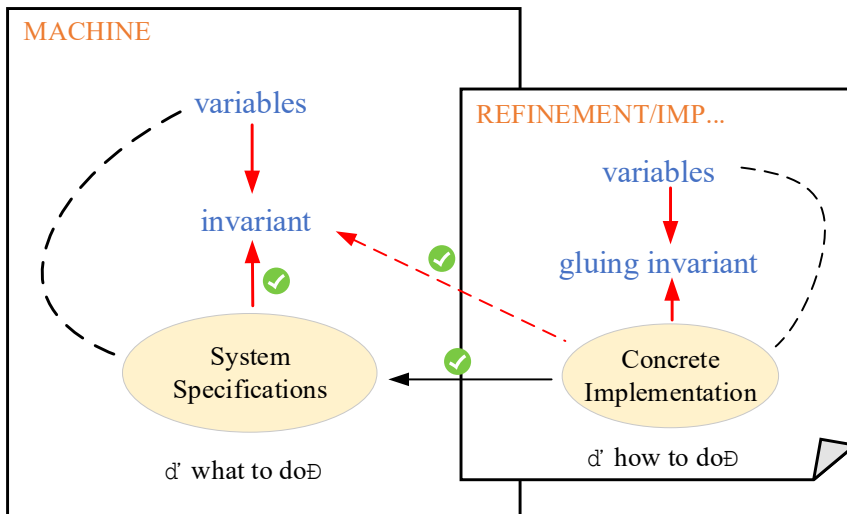 MACHINE
variables
invariant
System
Specifications
ď' what to doĐ
REFINEMENT/IMP...
variables
gluing invariant
Concrete
Implementation
ď' how to doĐ